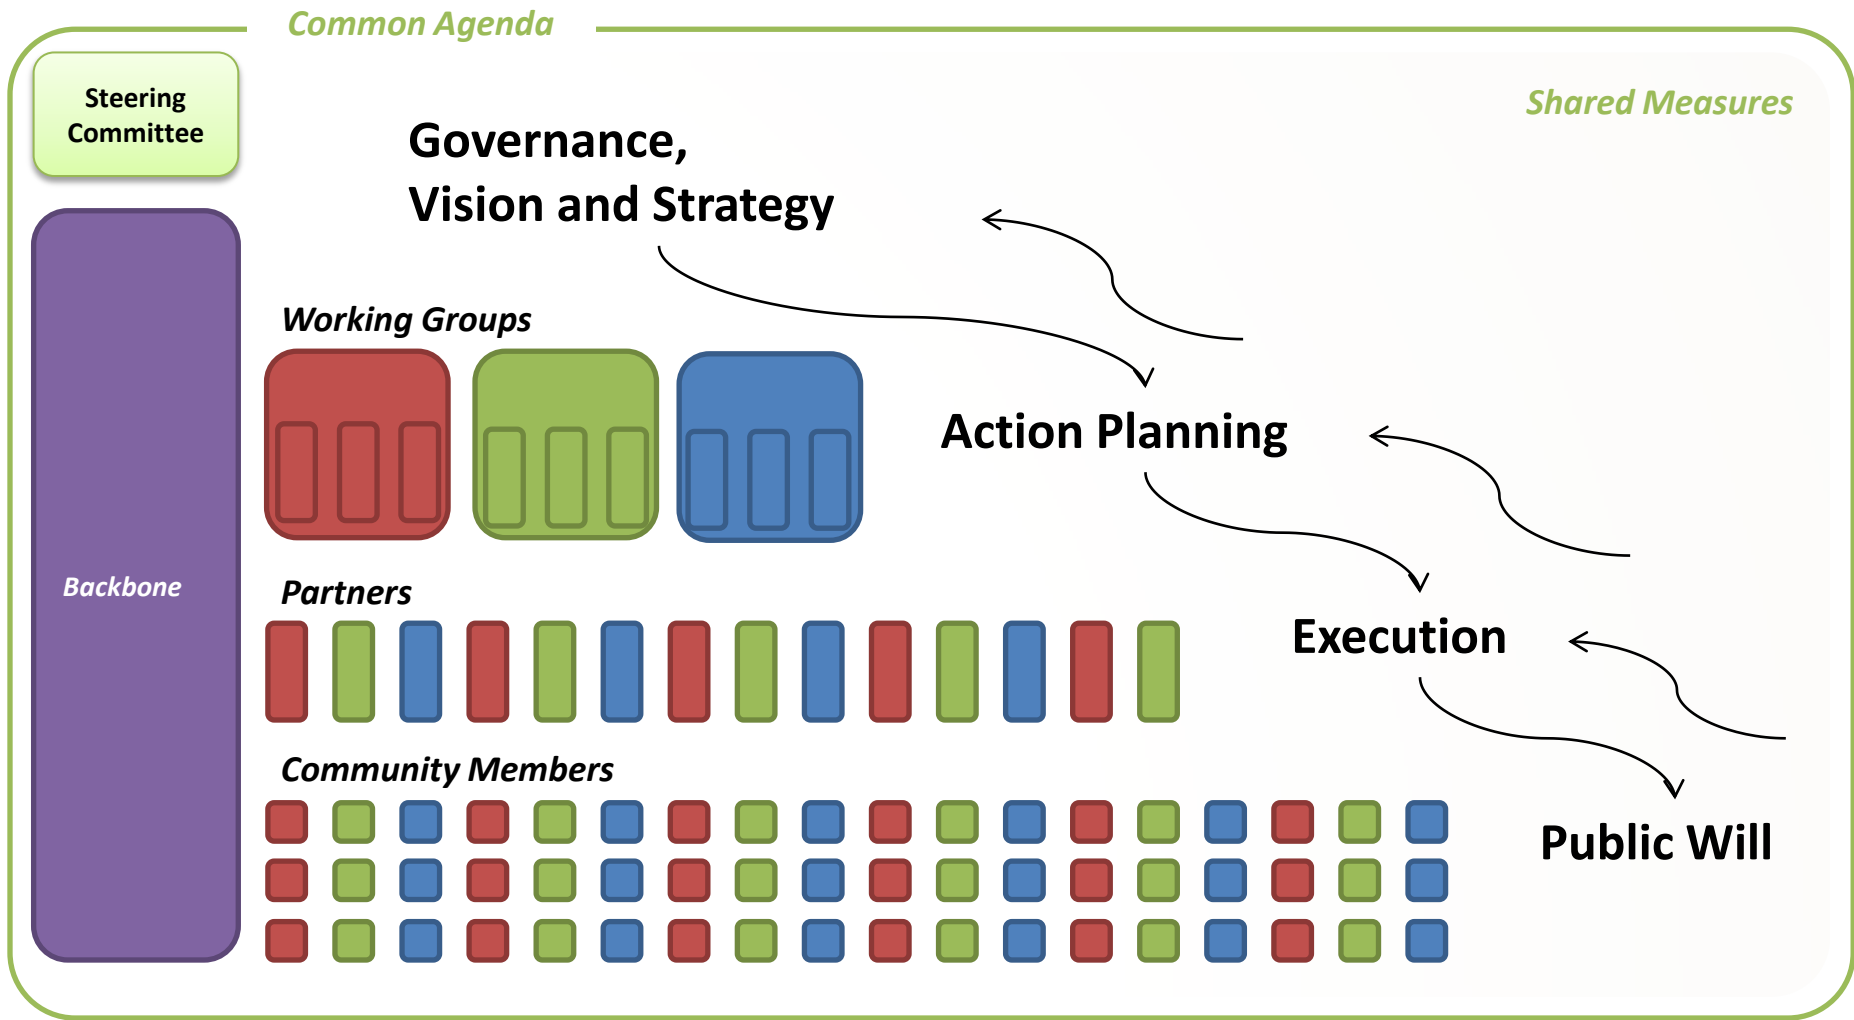 Common Agenda
Steering
Committee
Shared Measures
Governance,
Vision and Strategy
Working Groups
Action Planning
Backbone
Partners
Execution
Community Members
Public Will